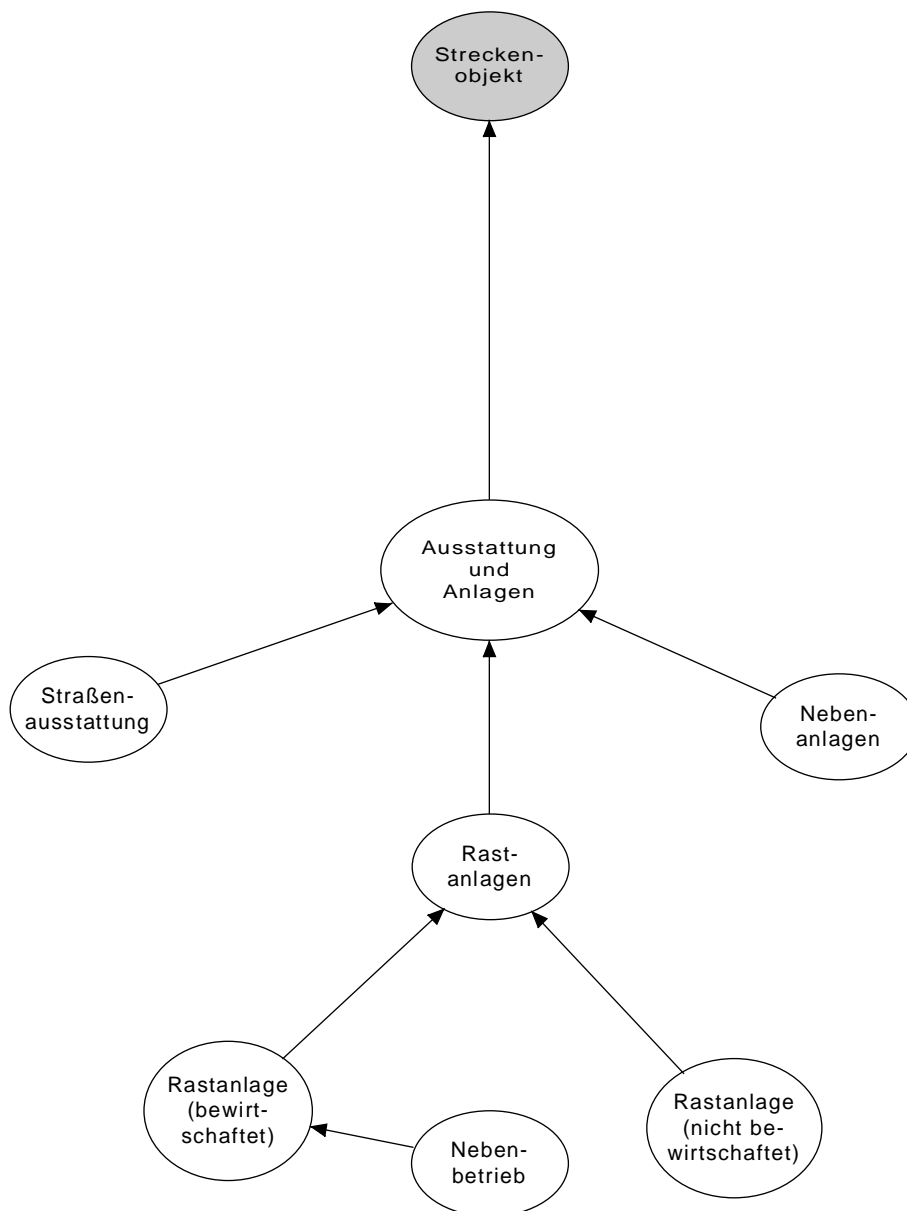 Strecken-
objekt
Ausstattung
und
Anlagen
Straßen-
ausstattung
Neben-
anlagen
Rast-
anlagen
Rastanlage
(bewirt-
schaftet)
Neben-
betrieb
Rastanlage
(nicht be-
wirtschaftet)